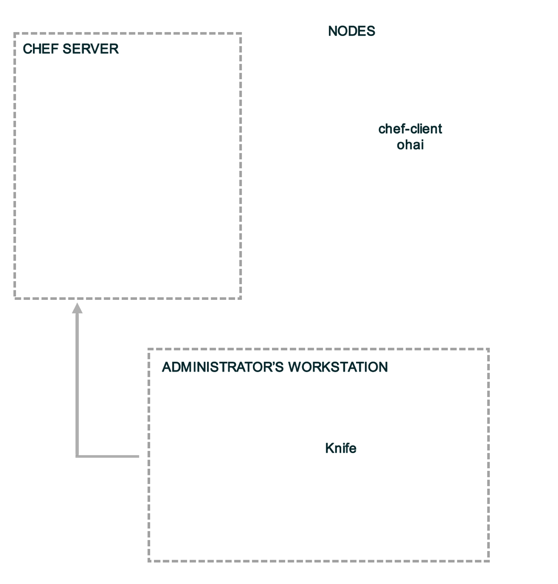 NODES
CHEF SERVER
chef-client
ohai
ADMINISTRATOR'S WORKSTATION
Knife